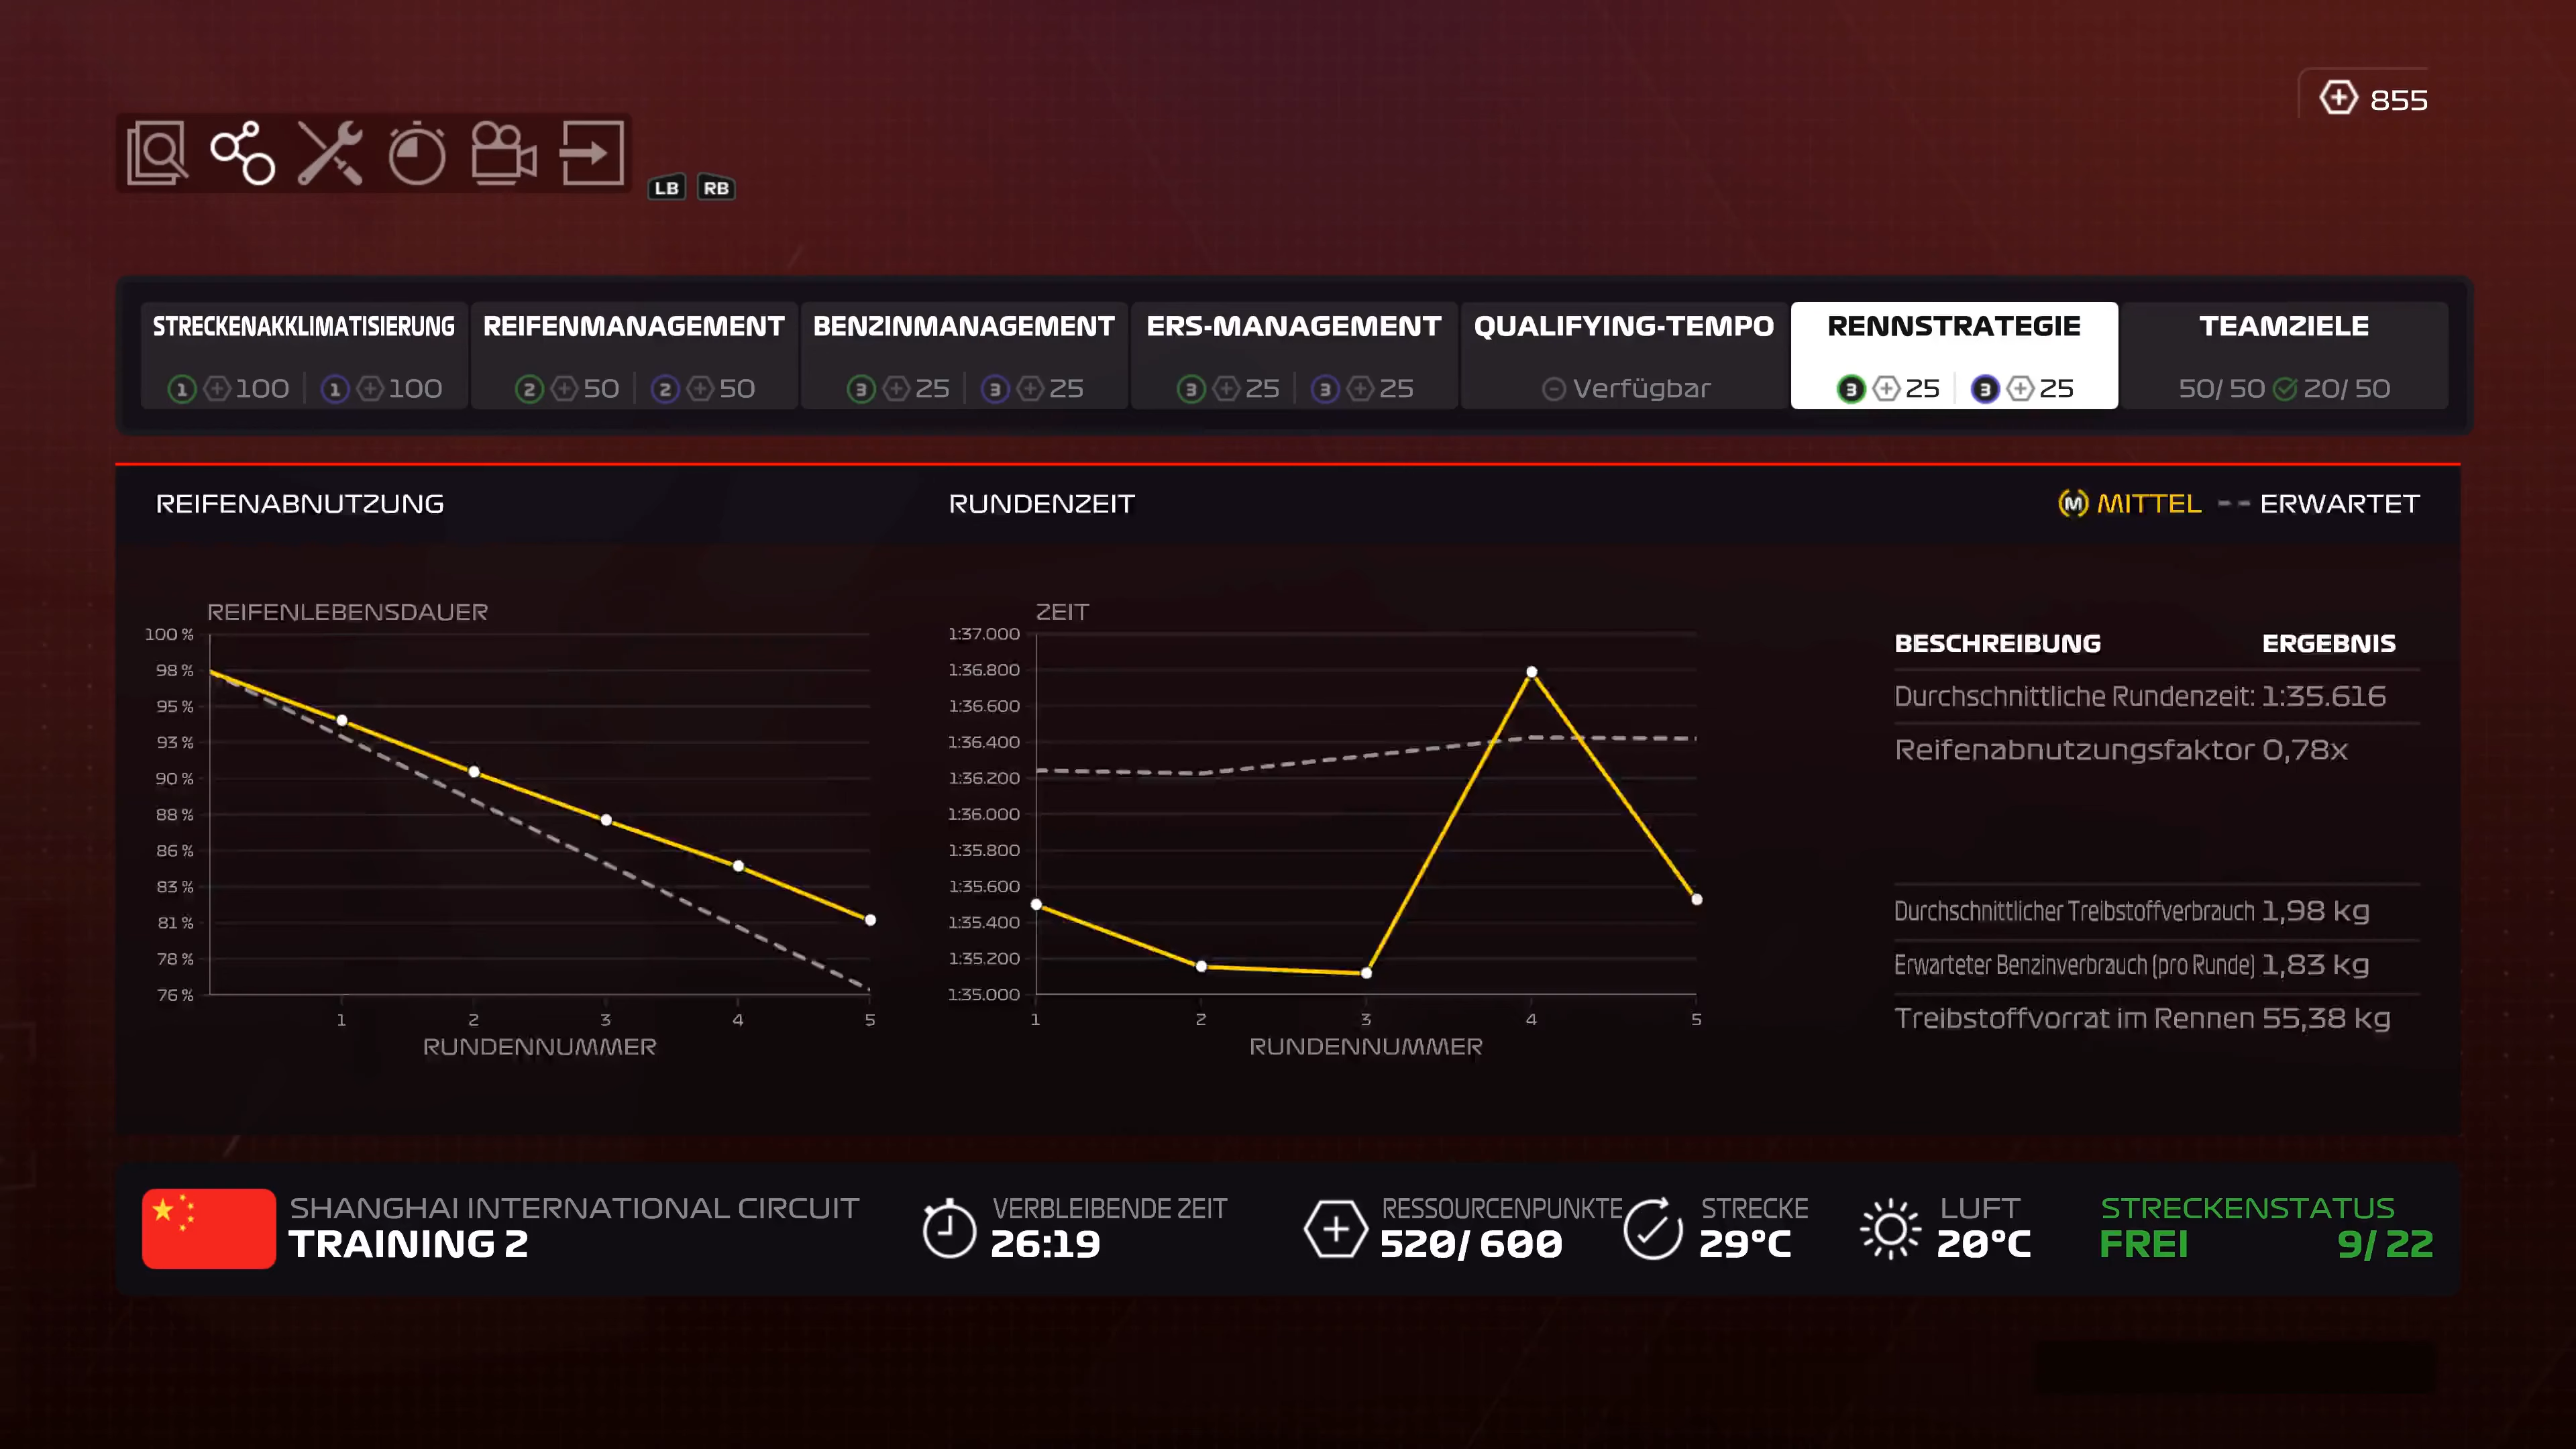 855
LB RB
STRECKENAKKLIMATISIERUNG REIFENMANAGEMENT BENZINMANAGEMENT ERS-MANAGEMENT QUALIFYING-TEMPO RENNSTRATEGIE TEAMZIELE
1 100 1 100 2 50 2 50 3 25 3 25 3 25 3 25 Verfügbar 3 25 3 25 50/ 50 20/ 50
REIFENABNUTZUNG
REIFENLEBENSDAUER
100 %
98 %
95 %
93 %
90 %
88 %
86 %
83 %
81 %
78 %
76 %
1 2 3 4 5
RUNDENNUMMER
RUNDENZEIT
M MITTEL -- ERWARTET
ZEIT
1:37.000
1:36.800
1:36.600
1:36.400
1:36.200
1:36.000
1:35.800
1:35.600
1:35.400
1:35.200
1:35.000
1 2 3 4 5
RUNDENNUMMER
BESCHREIBUNG ERGEBNIS
Durchschnittliche Rundenzeit: 1:35.616
Reifenabnutzungsfaktor 0,78x
Durchschnittlicher Treibstoffverbrauch 1,98 kg
Erwarteter Benzinverbrauch (pro Runde) 1,83 kg
Treibstoffvorrat im Rennen 55,38 kg
SHANGHAI INTERNATIONAL CIRCUIT
TRAINING 2
VERBLEIBENDE ZEIT
26:19
RESSOURCENPUNKTE
520/ 600
STRECKE
29°C
LUFT
20°C
STRECKENSTATUS
FREI 9/ 22